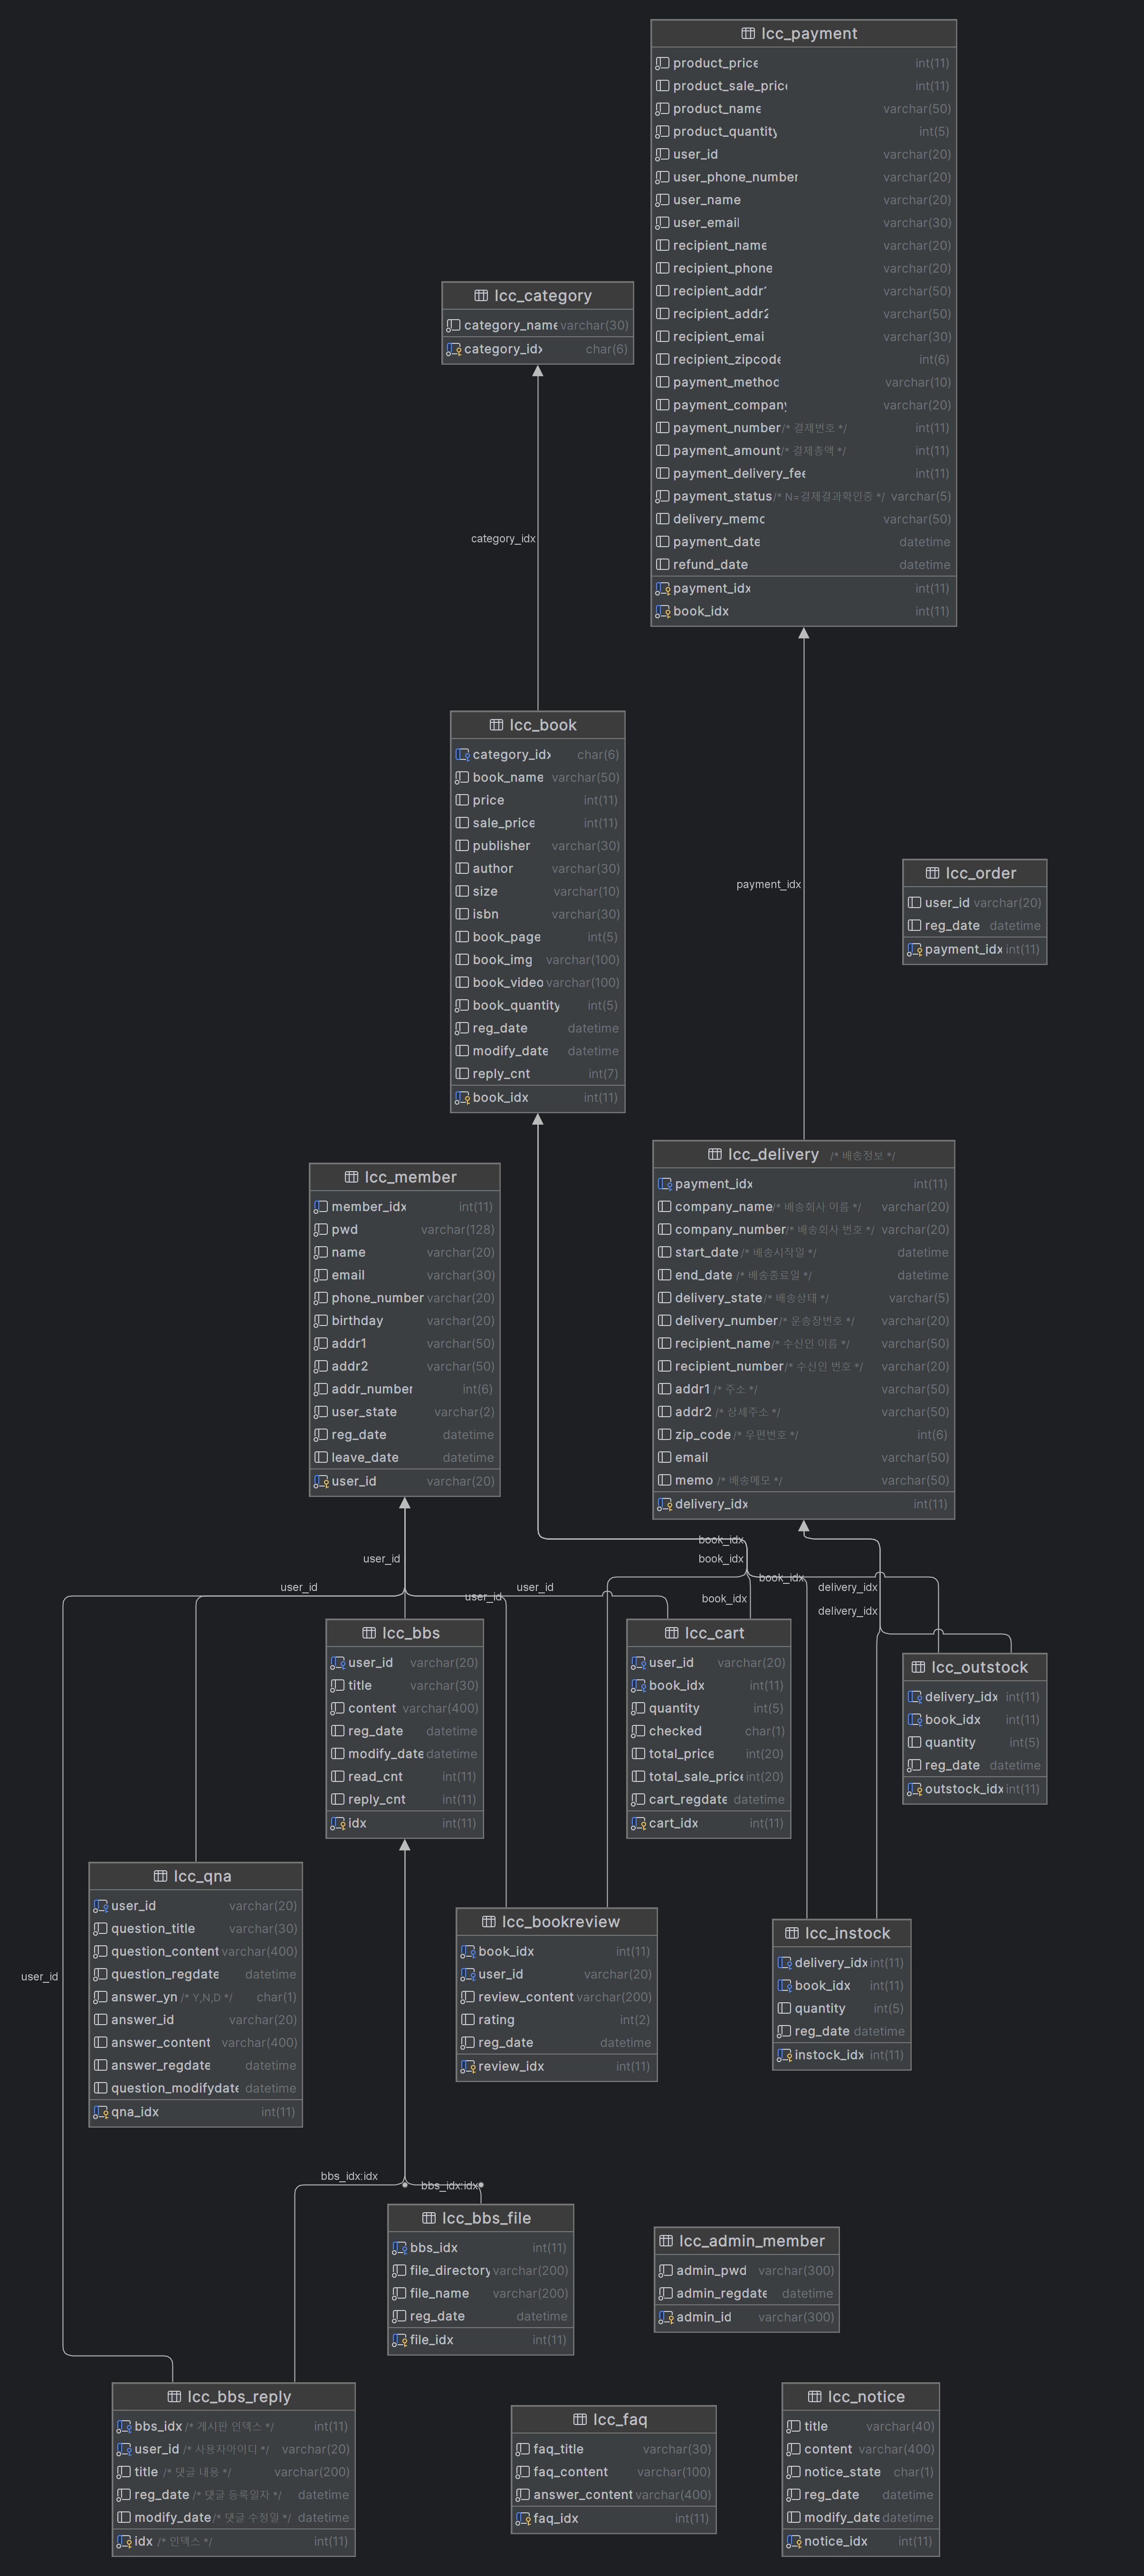 lcc_payment
product_price int(11)
product_sale_price int(11)
product_name varchar(50)
product_quantity int(5)
user_id varchar(20)
user_phone_number varchar(20)
user_name varchar(20)
user_email varchar(30)
recipient_name varchar(20)
recipient_phone varchar(20)
recipient_addr1 varchar(50)
recipient_addr2 varchar(50)
recipient_email varchar(30)
recipient_zipcode int(6)
payment_method varchar(10)
payment_company varchar(20)
payment_number /* 결제번호 */ int(11)
payment_amount /* 결제총액 */ int(11)
payment_delivery_fee int(11)
payment_status /* N=결제결과확인중 */ varchar(5)
delivery_memo varchar(50)
payment_date datetime
refund_date datetime
payment_idx int(11)
book_idx int(11)
lcc_category
category_name varchar(30)
category_idx char(6)
category_idx
lcc_book
category_idx char(6)
book_name varchar(50)
price int(11)
sale_price int(11)
publisher varchar(30)
author varchar(30)
size varchar(10)
isbn varchar(30)
book_page int(5)
book_img varchar(100)
book_video varchar(100)
book_quantity int(5)
reg_date datetime
modify_date datetime
reply_cnt int(7)
book_idx int(11)
payment_idx
lcc_order
user_id varchar(20)
reg_date datetime
payment_idx int(11)
lcc_member
member_idx int(11)
pwd varchar(128)
name varchar(20)
email varchar(30)
phone_number varchar(20)
birthday varchar(20)
addr1 varchar(50)
addr2 varchar(50)
addr_number int(6)
user_state varchar(2)
reg_date datetime
leave_date datetime
user_id varchar(20)
lcc_delivery /* 배송정보 */
payment_idx int(11)
company_name /* 배송회사 이름 */ varchar(20)
company_number /* 배송회사 번호 */ varchar(20)
start_date /* 배송시작일 */ datetime
end_date /* 배송종료일 */ datetime
delivery_state /* 배송상태 */ varchar(5)
delivery_number /* 운송장번호 */ varchar(20)
recipient_name /* 수신인 이름 */ varchar(50)
recipient_number /* 수신인 번호 */ varchar(20)
addr1 /* 주소 */ varchar(50)
addr2 /* 상세주소 */ varchar(50)
zip_code /* 우편번호 */ int(6)
email varchar(50)
memo /* 배송메모 */ varchar(50)
delivery_idx int(11)
book_idx
user_id
book_idx
book_idx
user_id
user_id
delivery_idx
user_id
book_idx
delivery_idx
lcc_bbs
user_id varchar(20)
title varchar(30)
content varchar(400)
reg_date datetime
modify_date datetime
read_cnt int(11)
reply_cnt int(11)
idx int(11)
lcc_cart
user_id varchar(20)
book_idx int(11)
quantity int(5)
checked char(1)
total_price int(20)
total_sale_price int(20)
cart_regdate datetime
cart_idx int(11)
lcc_outstock
delivery_idx int(11)
book_idx int(11)
quantity int(5)
reg_date datetime
outstock_idx int(11)
lcc_qna
user_id varchar(20)
question_title varchar(30)
question_content varchar(400)
question_regdate datetime
answer_yn /* Y,N,D */ char(1)
answer_id varchar(20)
answer_content varchar(400)
answer_regdate datetime
question_modifydate datetime
qna_idx int(11)
user_id
lcc_bookreview
book_idx int(11)
user_id varchar(20)
review_content varchar(200)
rating int(2)
reg_date datetime
review_idx int(11)
lcc_instock
delivery_idx int(11)
book_idx int(11)
quantity int(5)
reg_date datetime
instock_idx int(11)
bbs_idx:idx
bbs_idx:idx
lcc_bbs_file
bbs_idx int(11)
file_directory varchar(200)
file_name varchar(200)
reg_date datetime
file_idx int(11)
lcc_admin_member
admin_pwd varchar(300)
admin_regdate datetime
admin_id varchar(300)
lcc_bbs_reply
bbs_idx /* 게시판 인덱스 */ int(11)
user_id /* 사용자아이디 */ varchar(20)
title /* 댓글 내용 */ varchar(200)
reg_date /* 댓글 등록일자 */ datetime
modify_date /* 댓글 수정일 */ datetime
idx /* 인덱스 */ int(11)
lcc_faq
faq_title varchar(30)
faq_content varchar(100)
answer_content varchar(400)
faq_idx int(11)
lcc_notice
title varchar(40)
content varchar(400)
notice_state char(1)
reg_date datetime
modify_date datetime
notice_idx int(11)